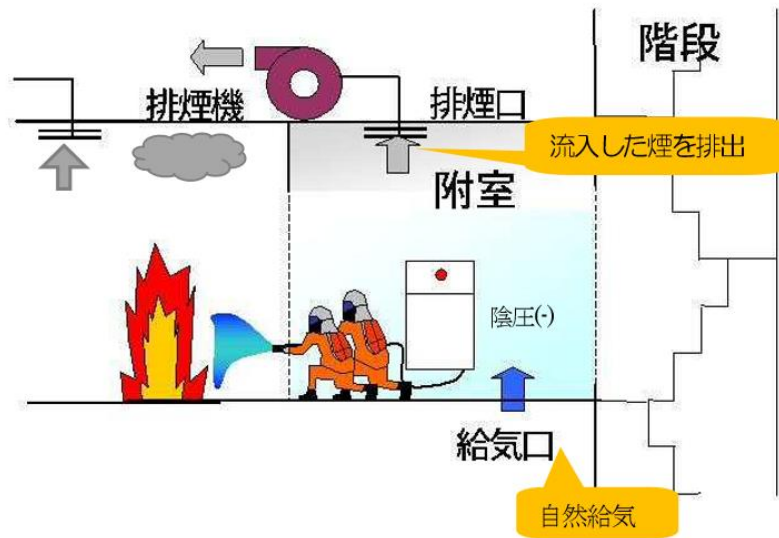 階段
排煙機
排煙口
流入した煙を排出
附室
陰圧(-)
給気口
自然給気